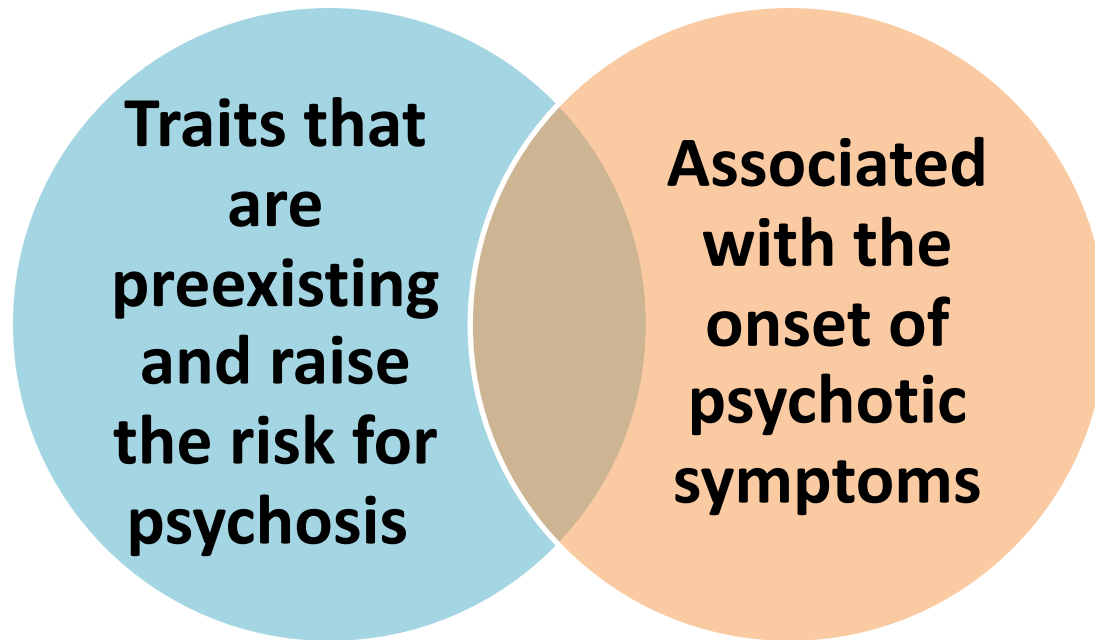 Traits that
are
preexisting
and raise
the risk for
psychosis
Associated
with the
onset of
psychotic
symptoms